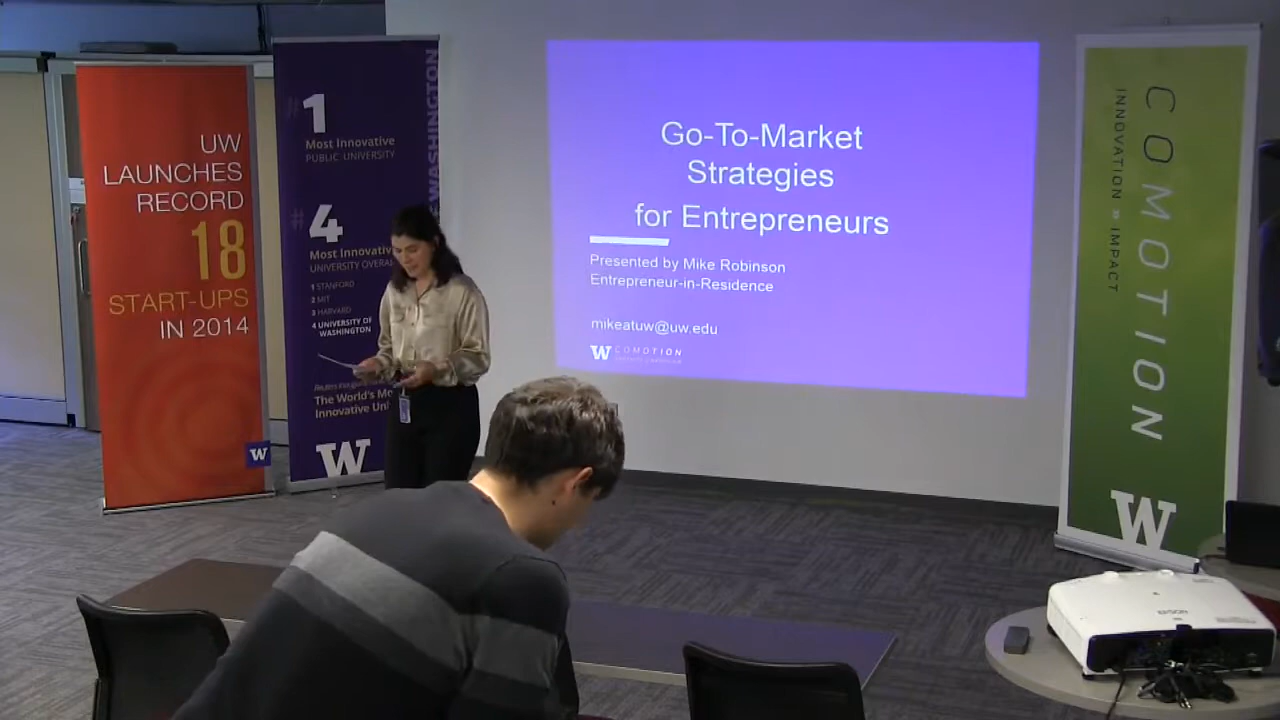 UW
LAUNCHES
RECORD
18
START-UPS
IN 2014
W
#1
Most Innovative
PUBLIC UNIVERSITY
#4
Most Innovative
UNIVERSITY OVERA
1 STANFORD
2 MIT
3 HARVARD
4 UNIVERSITY OF
WASHINGTON
The World's Mo
Innovative Uni
W
WASHINGTON
Go-To-Market
Strategies
for Entrepreneurs
Presented by Mike Robinson
Entrepreneur-in-Residence
mikeatuw@uw.edu
W COMOTION
COMOTION
INNOVATION » IMPACT
W
EPSON